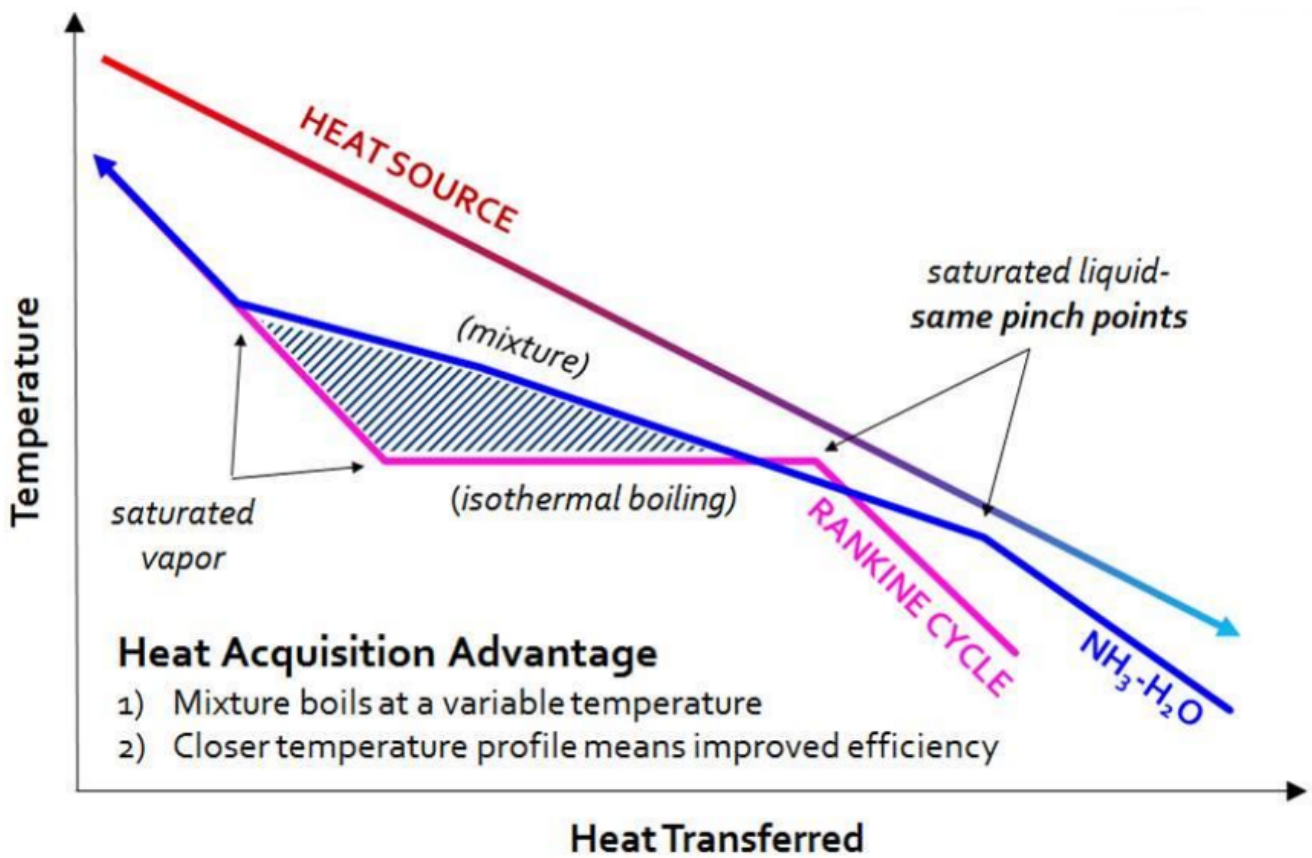 HEAT SOURCE
saturated liquid-
same pinch points
(mixture)
Temperature
(isothermal boiling)
saturated
vapor
RANKINE CYCLE
NH₃-H₂O
Heat Acquisition Advantage
1) Mixture boils at a variable temperature
2) Closer temperature profile means improved efficiency
Heat Transferred